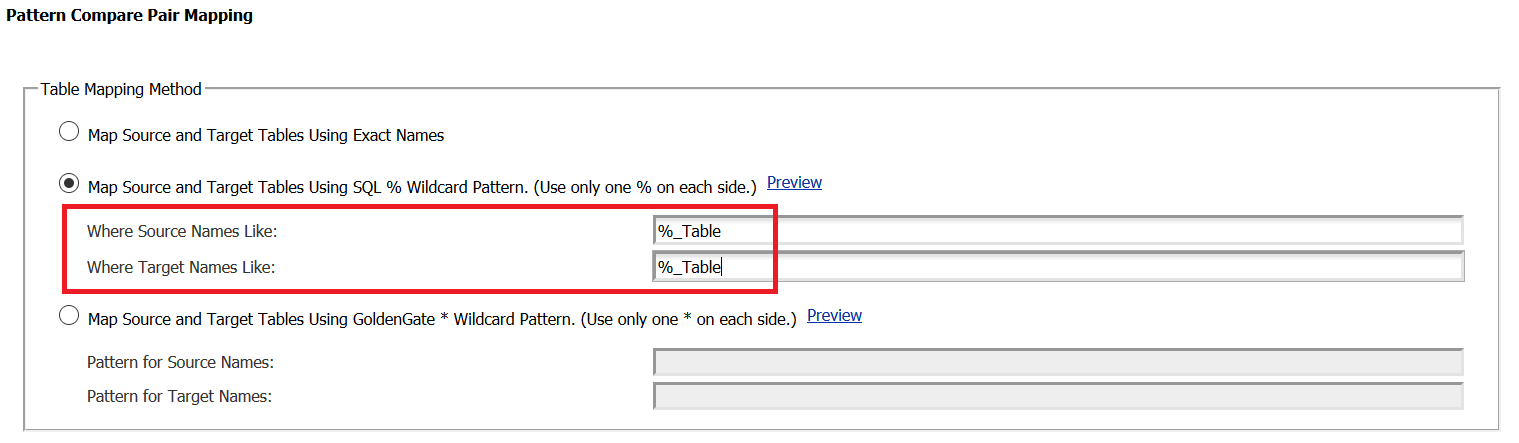 Pattern Compare Pair Mapping
Table Mapping Method
Map Source and Target Tables Using Exact Names
Map Source and Target Tables Using SQL % Wildcard Pattern. (Use only one % on each side.) Preview
Where Source Names Like: %_Table
Where Target Names Like: %_Table
Map Source and Target Tables Using GoldenGate * Wildcard Pattern. (Use only one * on each side.) Preview
Pattern for Source Names:
Pattern for Target Names: